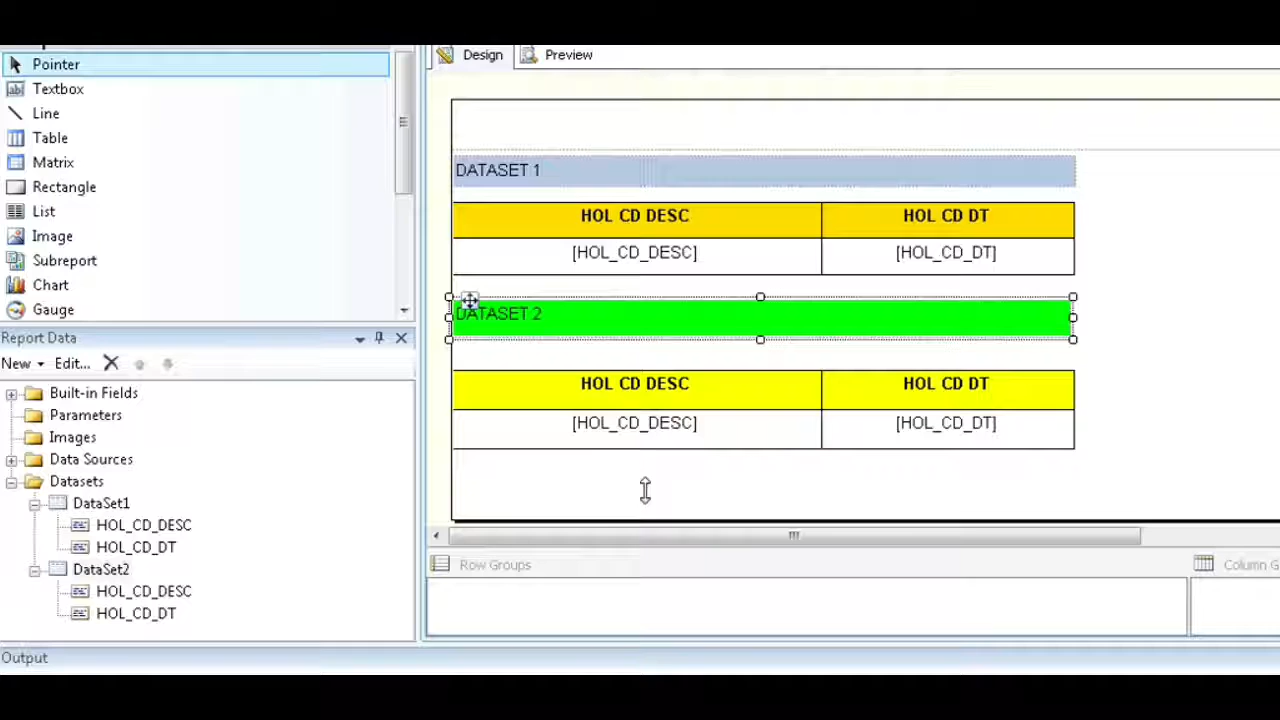 Pointer
Textbox
Line
Table
Matrix
Rectangle
List
Image
Subreport
Chart
Gauge
Report Data
New Edit...
Built-in Fields
Parameters
Images
Data Sources
Datasets
DataSet1
HOL_CD_DESC
HOL_CD_DT
DataSet2
HOL_CD_DESC
HOL_CD_DT
Output
Design Preview
DATASET 1
HOL CD DESC HOL CD DT
[HOL_CD_DESC] [HOL_CD_DT]
DATASET 2
HOL CD DESC HOL CD DT
[HOL_CD_DESC] [HOL_CD_DT]
Row Groups Column G